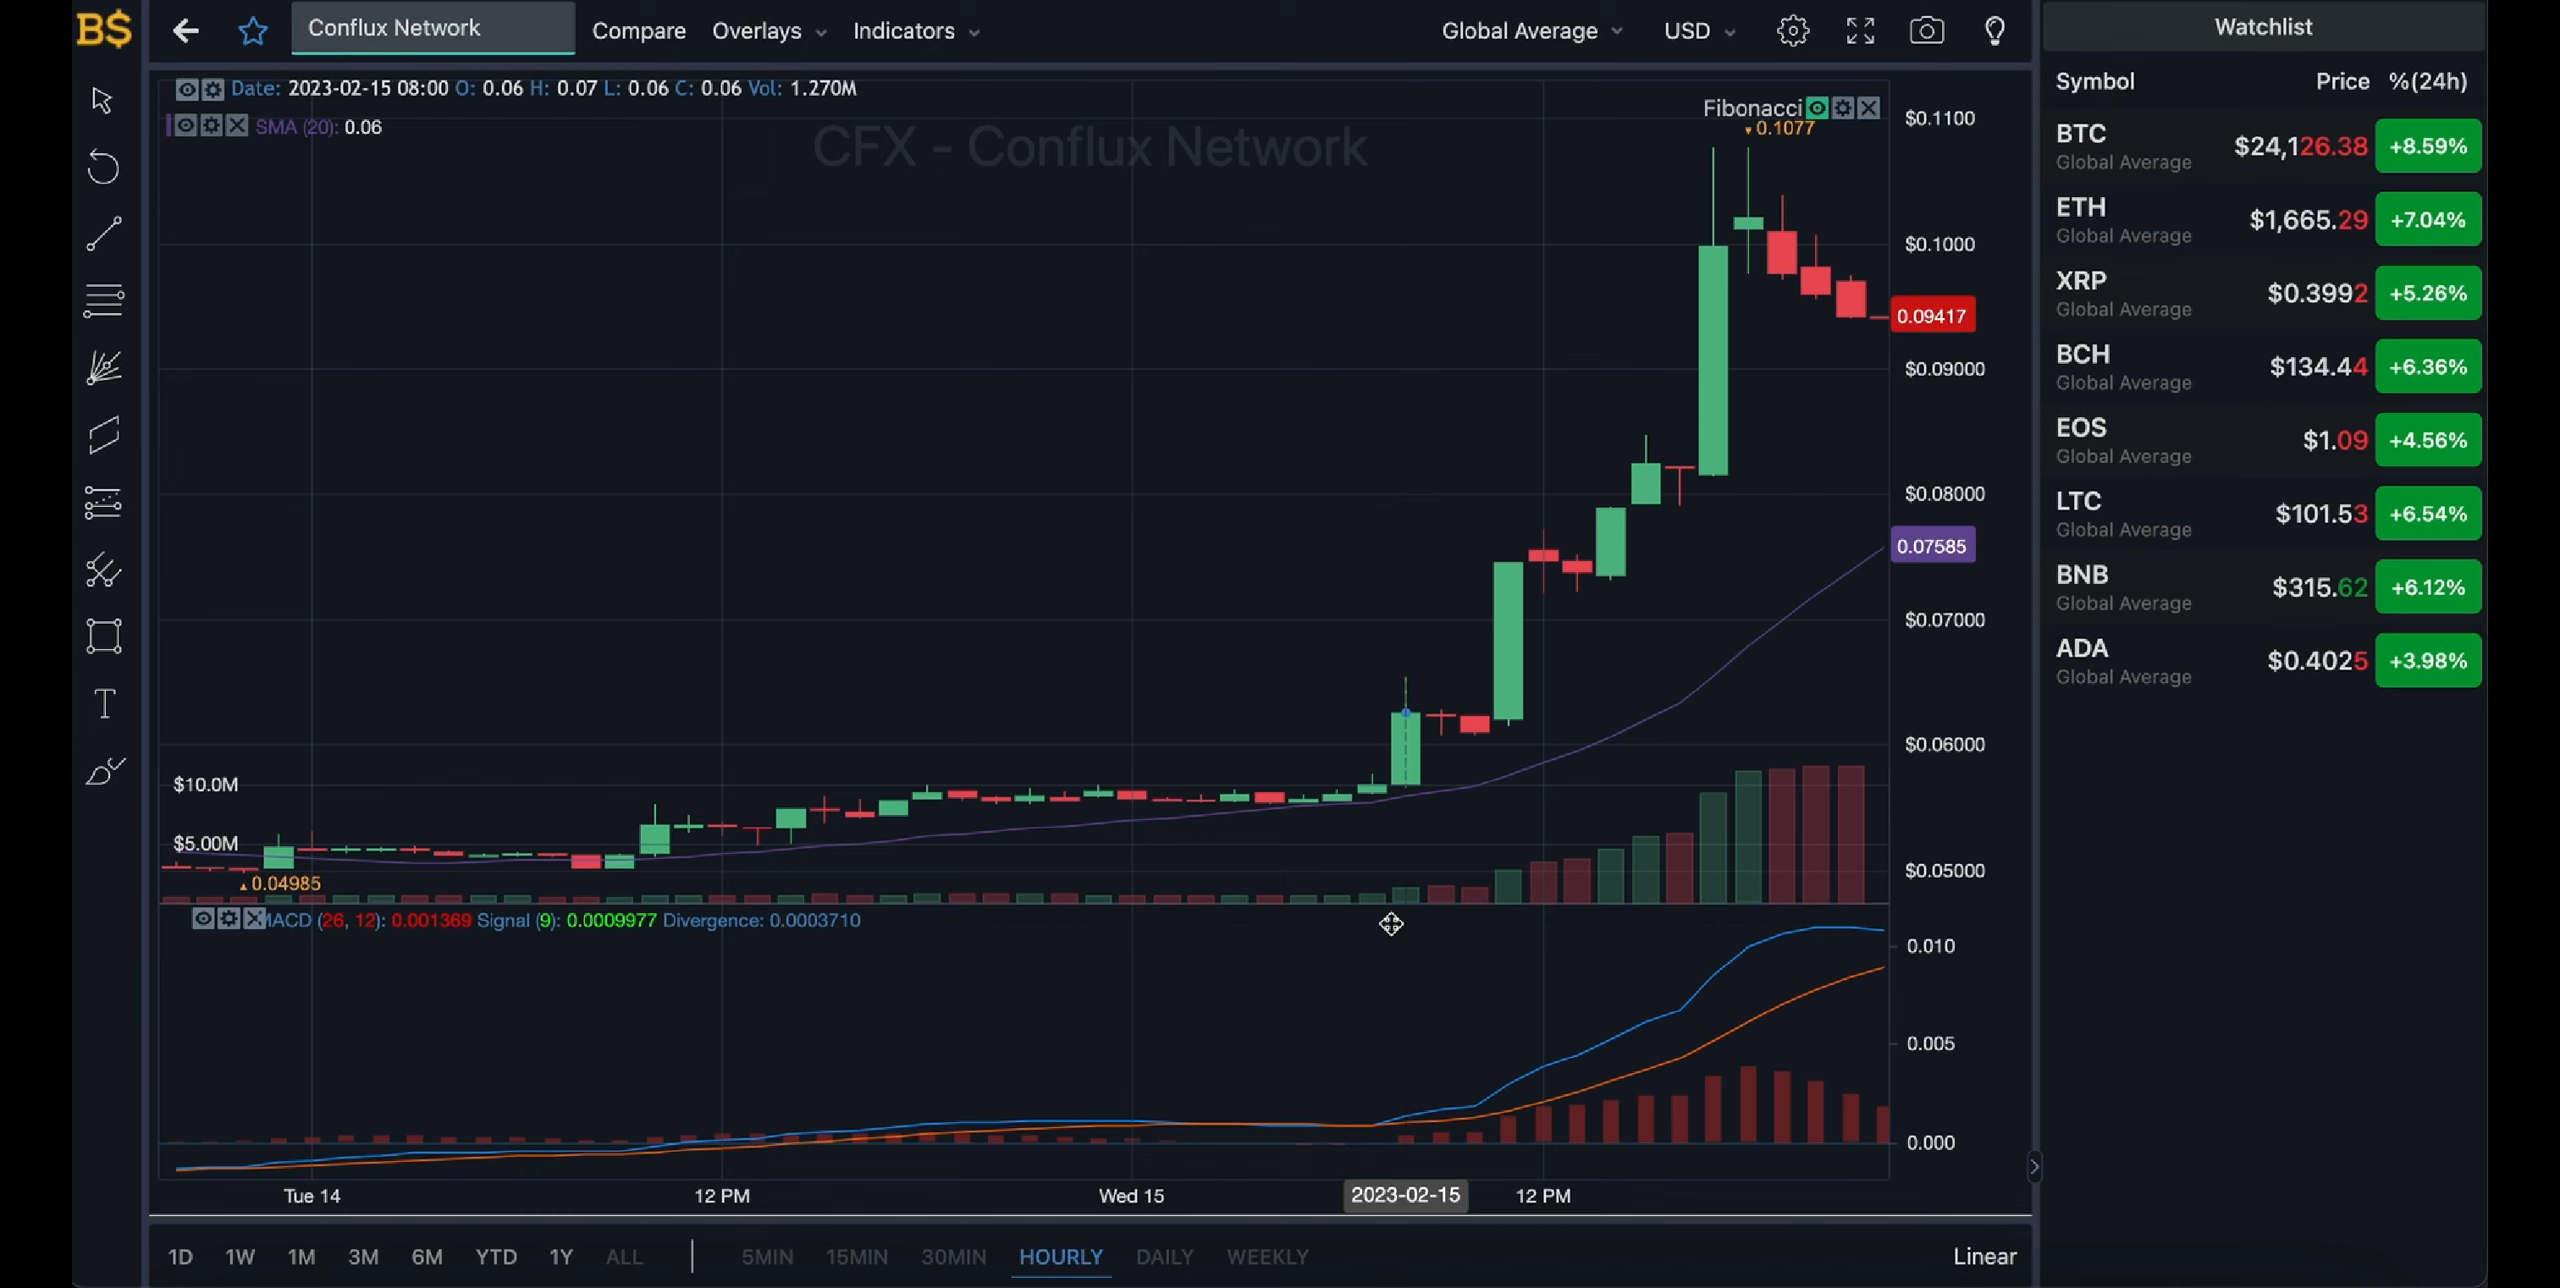 B$
Conflux Network
Compare
Overlays
Indicators
Global Average
USD
Date: 2023-02-15 08:00 O: 0.06 H: 0.07 L: 0.06 C: 0.06 Vol: 1.270M
SMA (20): 0.06
CFX - Conflux Network
Fibonacci
0.1077
$0.1100
$0.1000
0.09417
$0.09000
$0.08000
0.07585
$0.07000
$0.06000
$0.05000
$10.0M
$5.00M
0.04985
MACD (26, 12): 0.001369 Signal (9): 0.0009977 Divergence: 0.0003710
0.010
0.005
0.000
Tue 14
12 PM
Wed 15
2023-02-15
12 PM
1D 1W 1M 3M 6M YTD 1Y ALL
5MIN 15MIN 30MIN HOURLY DAILY WEEKLY
Linear
Watchlist
Symbol Price %(24h)
BTC $24,126.38 +8.59%
Global Average
ETH $1,665.29 +7.04%
Global Average
XRP $0.3992 +5.26%
Global Average
BCH $134.44 +6.36%
Global Average
EOS $1.09 +4.56%
Global Average
LTC $101.53 +6.54%
Global Average
BNB $315.62 +6.12%
Global Average
ADA $0.4025 +3.98%
Global Average